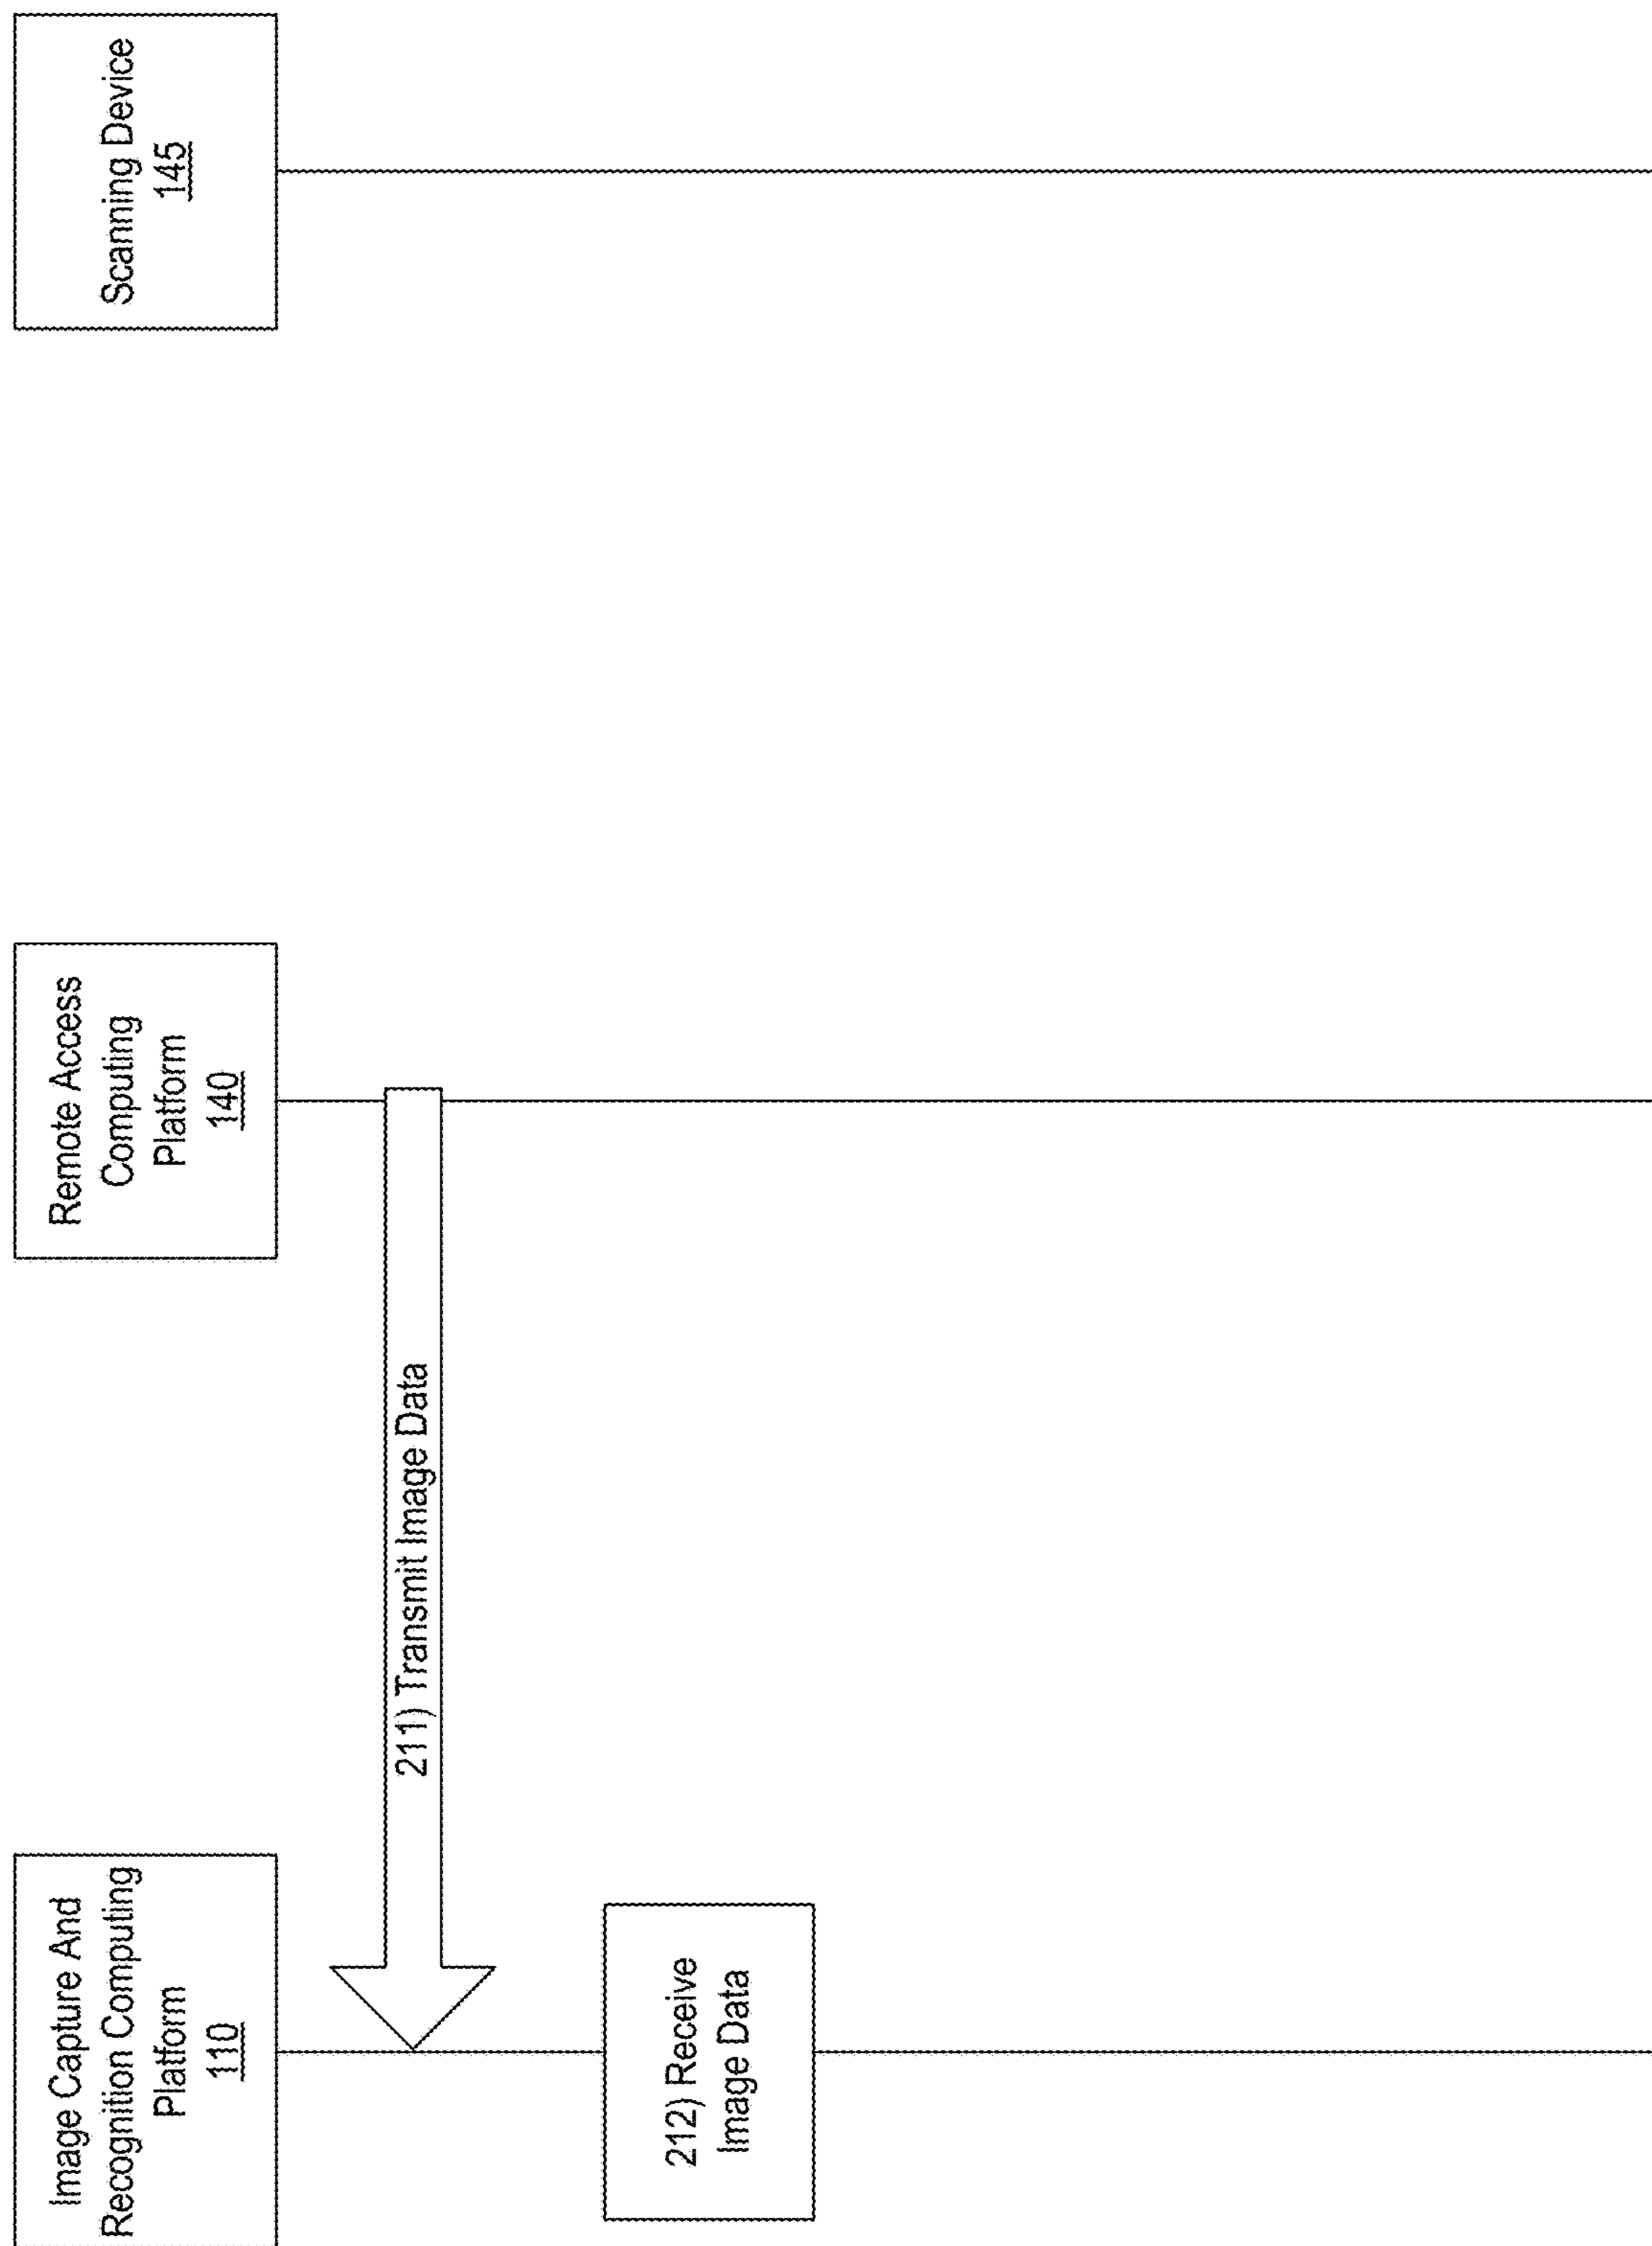 Image Capture And
Recognition Computing
Platform
110
Remote Access
Computing
Platform
140
Scanning Device
145
211) Transmit Image Data
212) Receive
Image Data